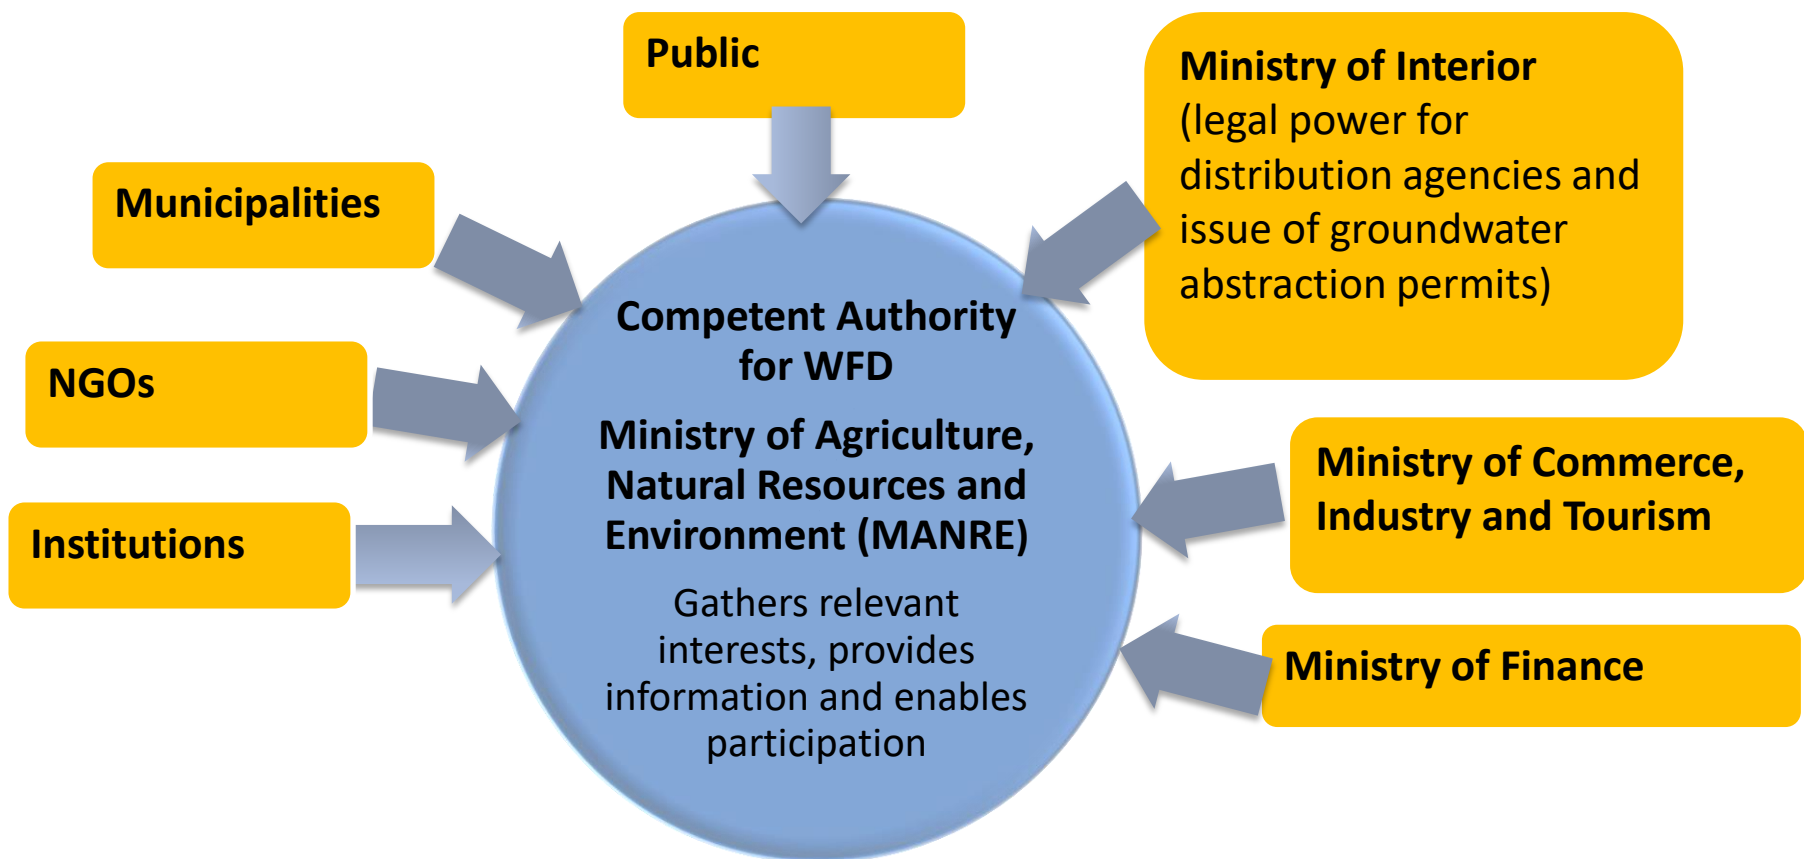 Public
Ministry of Interior
(legal power for
distribution agencies and
issue of groundwater
abstraction permits)
Municipalities
NGOs
Institutions
Competent Authority
for WFD
Ministry of Agriculture,
Natural Resources and
Environment (MANRE)
Gathers relevant
interests, provides
information and enables
participation
Ministry of Commerce,
Industry and Tourism
Ministry of Finance